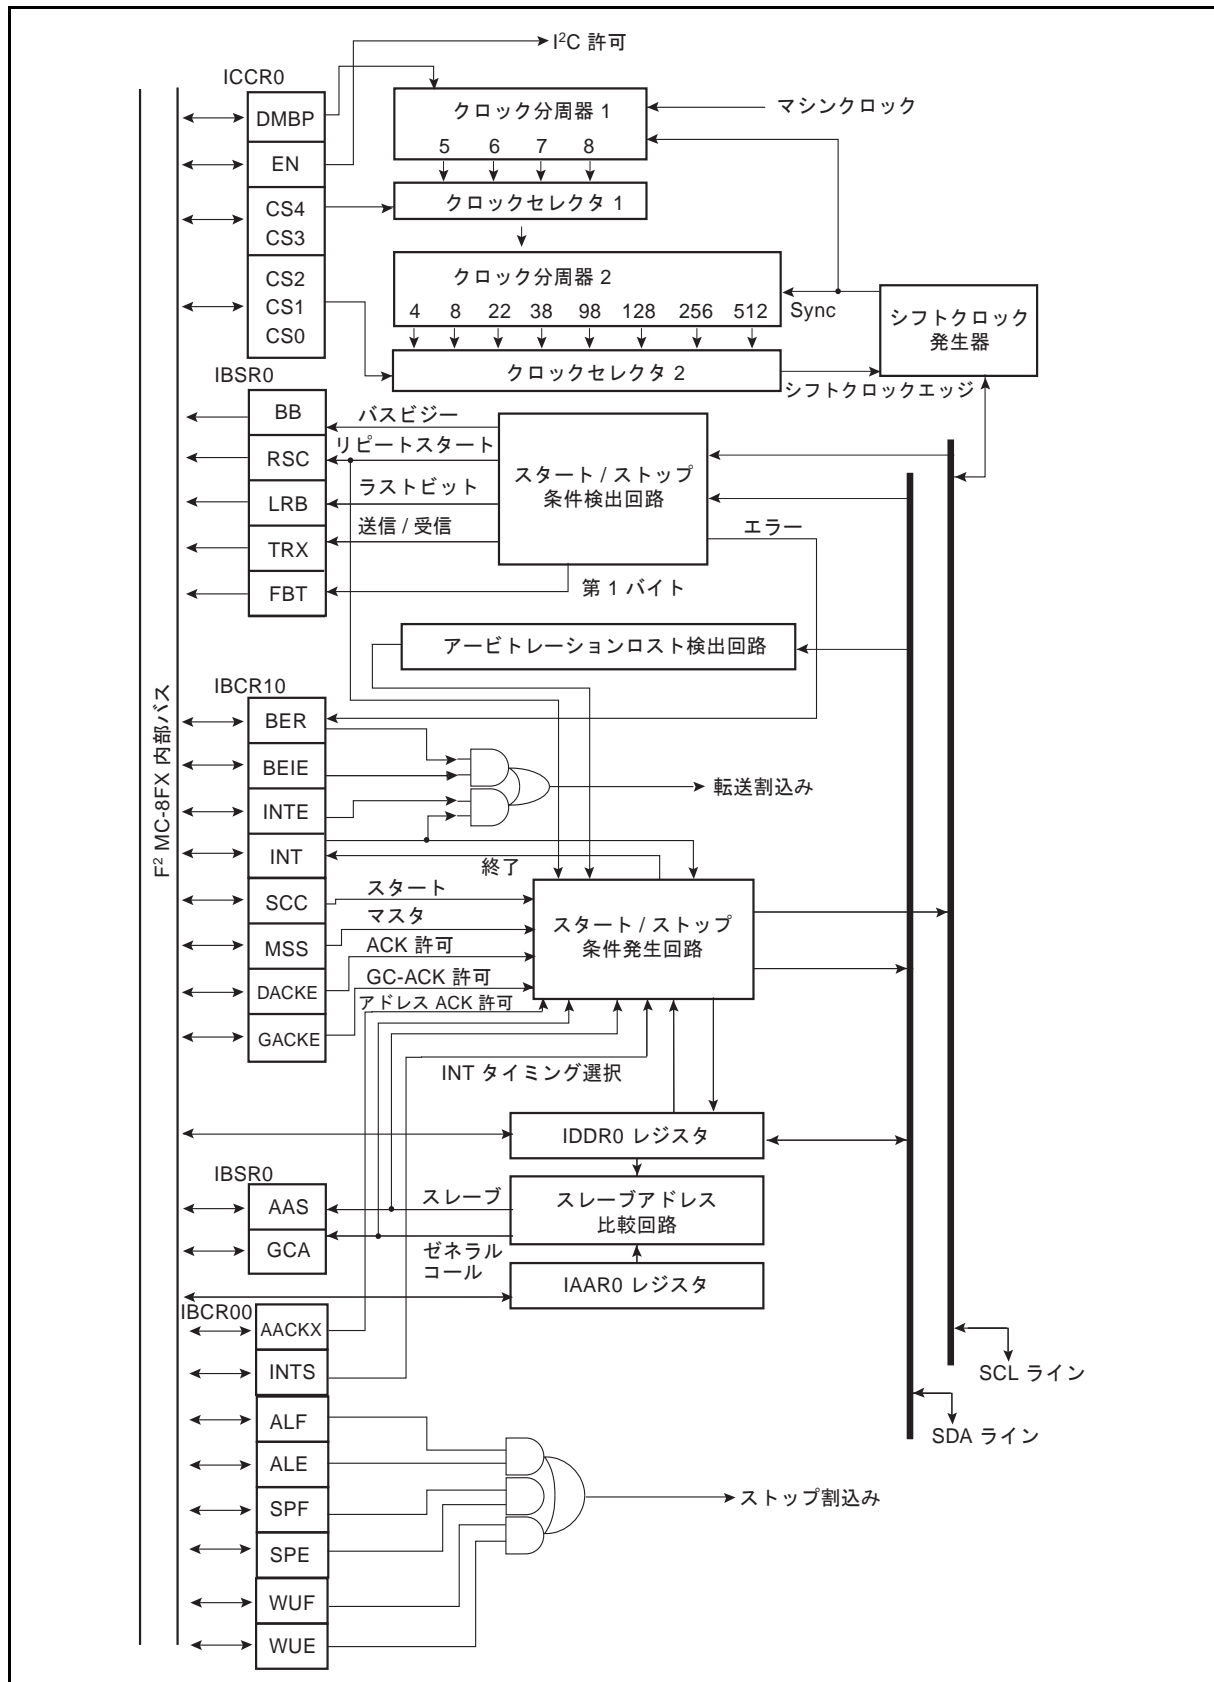 I²C 許可
ICCR0
DMBP
EN
CS4
CS3
CS2
CS1
CS0
クロック分周器 1
5 6 7 8
マシンクロック
クロックセレクタ 1
クロック分周器 2
4 8 22 38 98 128 256 512
Sync
シフトクロック
発生器
クロックセレクタ 2
シフトクロックエッジ
IBSR0
BB
RSC
LRB
TRX
FBT
バスビジー
リピートスタート
ラストビット
送信 / 受信
スタート / ストップ
条件検出回路
エラー
第 1 バイト
アービトレーションロスト検出回路
F² MC-8FX 内部バス
IBCR10
BER
BEIE
INTE
INT
SCC
MSS
DACKE
GACKE
転送割込み
終了
スタート
マスタ
ACK 許可
GC-ACK 許可
アドレス ACK 許可
スタート / ストップ
条件発生回路
INT タイミング選択
IDDR0 レジスタ
IBSR0
AAS
GCA
スレーブ
ゼネラル
コール
スレーブアドレス
比較回路
IAAR0 レジスタ
IBCR00
AACKX
INTS
ALF
ALE
SPF
SPE
WUF
WUE
SCL ライン
SDA ライン
ストップ割込み